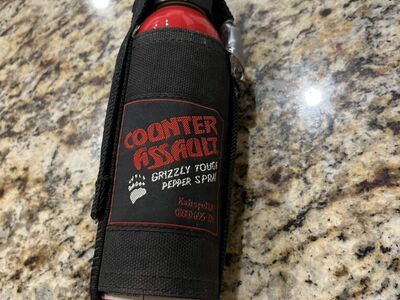 COUNTER
ASSAULT
GRIZZLY TOUGH
PEPPER SPRAY